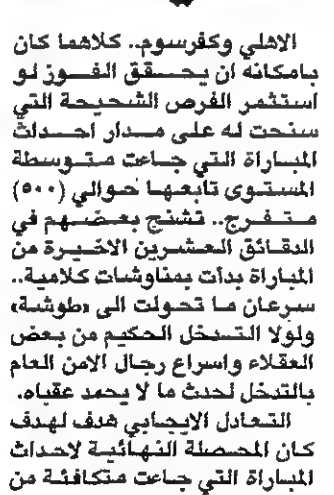 الاهلي وكفرسوم.. كلاهما كان
بامكانه ان يحقق الفوز لو
استثمر الفرص الشحيحة التي
سنحت له على مدار احداث
المباراة التي جاءت متوسطة
المستوى تابعها حوالي (٥٠٠)
متفرج.. تشنج بعضهم في
الدقائق العشرين الاخيرة من
المباراة بدأت بمناوشات كلامية..
سرعان ما تحولت الى «طوشة»
ولولا التدخل الحكيم من بعض
العقلاء واسراع رجال الامن العام
بالتدخل لحدث ما لا يحمد عقباه.
التعادل الايجابي هدف لهدف
كان المحصلة النهائية لاحداث
المباراة التي جاءت متكافئة من